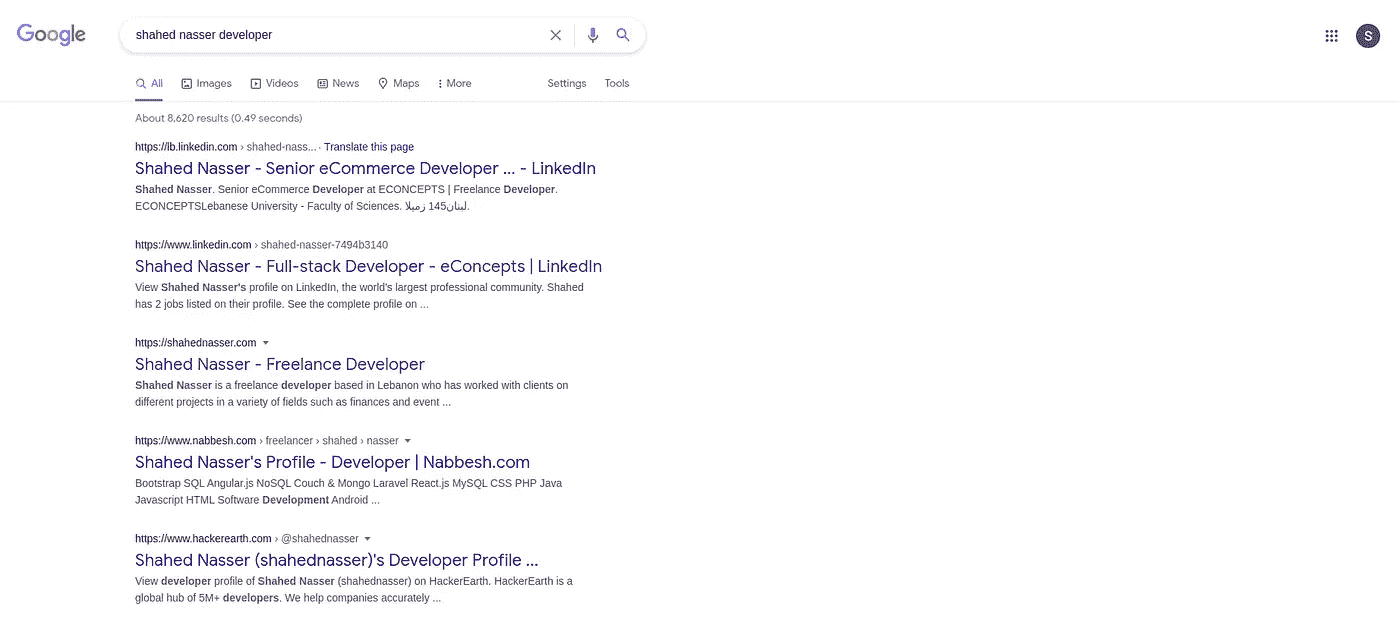 Google
shahed nasser developer
S
All Images Videos News Maps More Settings Tools
About 8,620 results (0.49 seconds)
https://lb.linkedin.com › shahed-nass... · Translate this page
Shahed Nasser - Senior eCommerce Developer ... - LinkedIn
Shahed Nasser. Senior eCommerce Developer at ECONCEPTS | Freelance Developer.
ECONCEPTSLebanese University - Faculty of Sciences. لبنان145 زميلا.
https://www.linkedin.com › shahed-nasser-7494b3140
Shahed Nasser - Full-stack Developer - eConcepts | LinkedIn
View Shahed Nasser's profile on LinkedIn, the world's largest professional community. Shahed
has 2 jobs listed on their profile. See the complete profile on ...
https://shahednasser.com
Shahed Nasser - Freelance Developer
Shahed Nasser is a freelance developer based in Lebanon who has worked with clients on
different projects in a variety of fields such as finances and event ...
https://www.nabbesh.com › freelancer › shahed › nasser
Shahed Nasser's Profile - Developer | Nabbesh.com
Bootstrap SQL Angular.js NoSQL Couch & Mongo Laravel React.js MySQL CSS PHP Java
Javascript HTML Software Development Android ...
https://www.hackerearth.com › @shahednasser
Shahed Nasser (shahednasser)'s Developer Profile ...
View developer profile of Shahed Nasser (shahednasser) on HackerEarth. HackerEarth is a
global hub of 5M+ developers. We help companies accurately ...